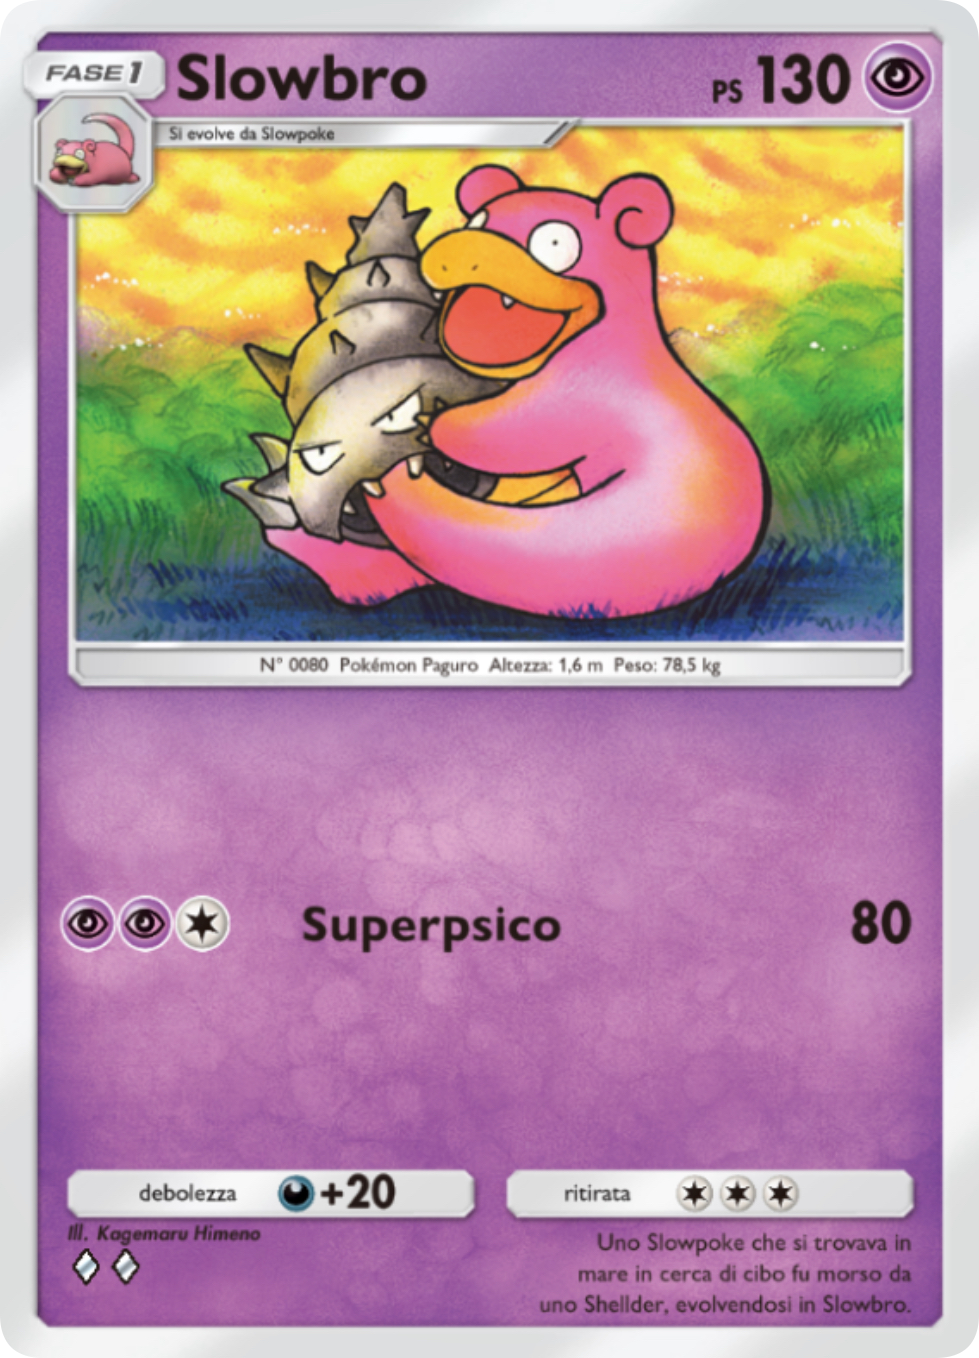 FASE 1
Slowbro
PS 130
Si evolve da Slowpoke
N° 0080 Pokémon Paguro Altezza: 1,6 m Peso: 78,5 kg
Superpsico 80
debolezza +20
ritirata
Ill. Kagemaru Himeno
Uno Slowpoke che si trovava in
mare in cerca di cibo fu morso da
uno Shellder, evolvendosi in Slowbro.